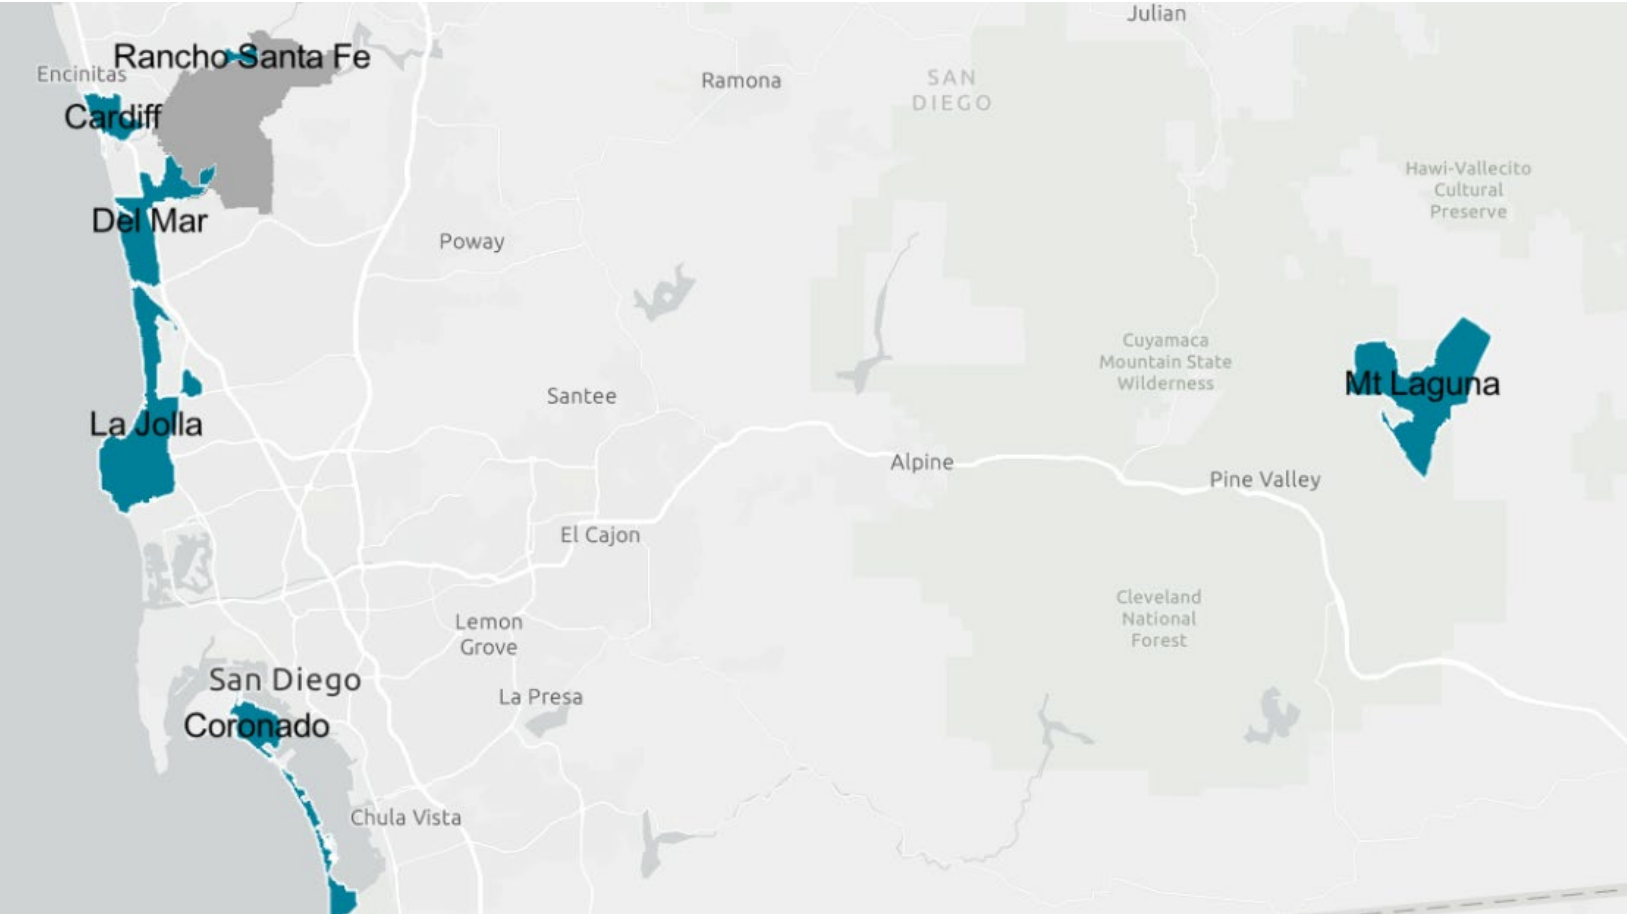 Julian
Rancho Santa Fe
Encinitas
Ramona
SAN
DIEGO
Cardiff
Hawi-Vallecito
Cultural
Preserve
Del Mar
Poway
Cuyamaca
Mountain State
Wilderness
Mt Laguna
Santee
La Jolla
Alpine
Pine Valley
El Cajon
Cleveland
National
Forest
Lemon
Grove
San Diego
La Presa
Coronado
Chula Vista